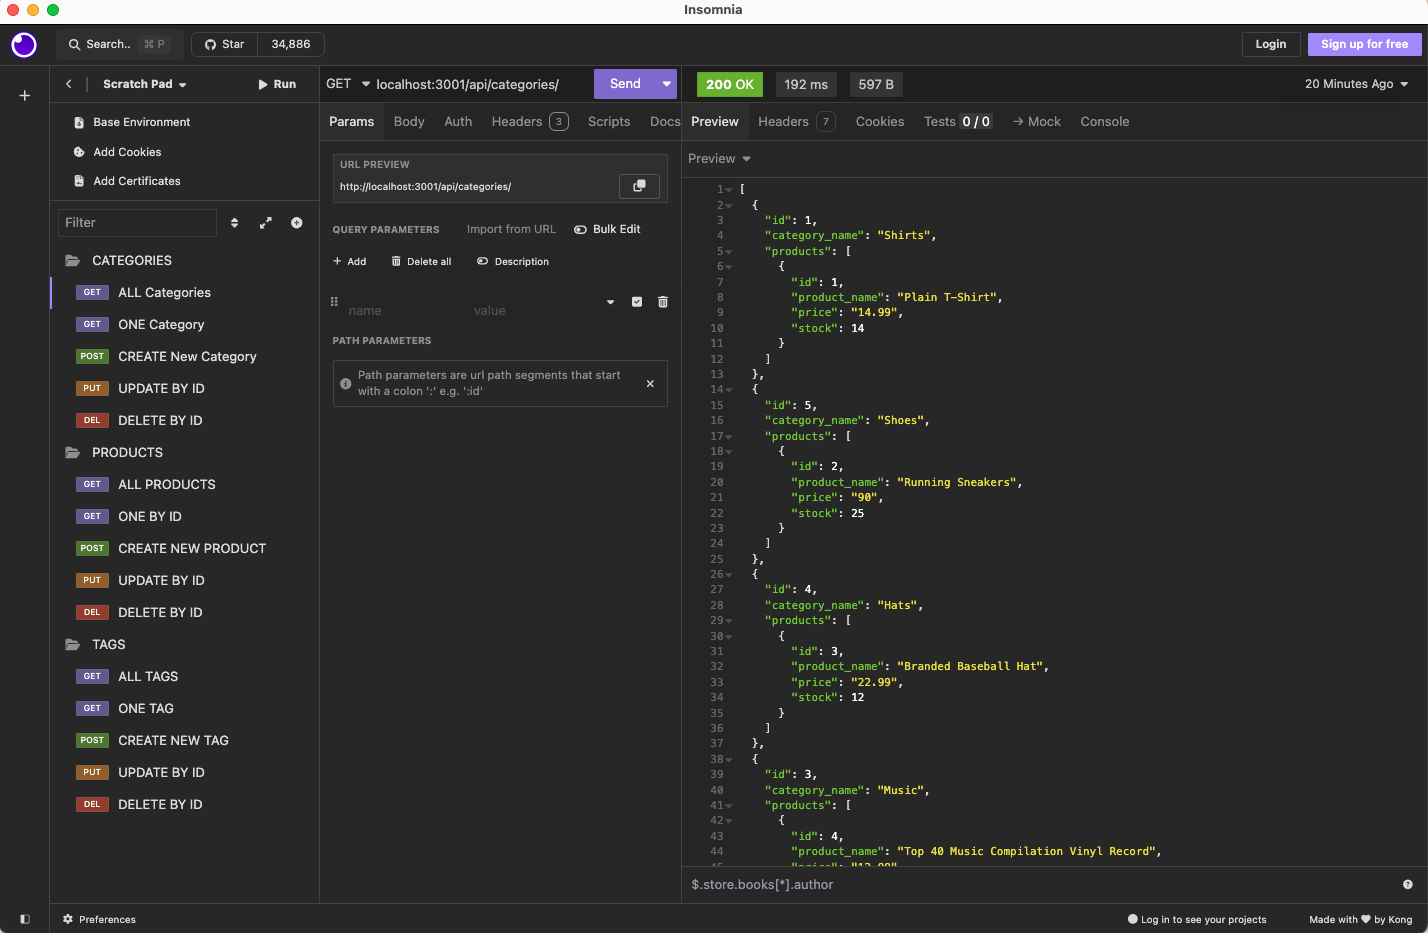 Insomnia
Search.. ⌘ P
Star 34,886
Login
Sign up for free
Scratch Pad
Run
Base Environment
Add Cookies
Add Certificates
Filter
CATEGORIES
GET ALL Categories
GET ONE Category
POST CREATE New Category
PUT UPDATE BY ID
DEL DELETE BY ID
PRODUCTS
GET ALL PRODUCTS
GET ONE BY ID
POST CREATE NEW PRODUCT
PUT UPDATE BY ID
DEL DELETE BY ID
TAGS
GET ALL TAGS
GET ONE TAG
POST CREATE NEW TAG
PUT UPDATE BY ID
DEL DELETE BY ID
GET localhost:3001/api/categories/ Send
Params Body Auth Headers 3 Scripts Docs
URL PREVIEW
http://localhost:3001/api/categories/
QUERY PARAMETERS Import from URL Bulk Edit
+ Add Delete all Description
name value
PATH PARAMETERS
Path parameters are url path segments that start
with a colon ':' e.g. ':id'
200 OK 192 ms 597 B 20 Minutes Ago
Preview Headers 7 Cookies Tests 0 / 0 → Mock Console
Preview
1 [
2 {
3 "id": 1,
4 "category_name": "Shirts",
5 "products": [
6 {
7 "id": 1,
8 "product_name": "Plain T-Shirt",
9 "price": "14.99",
10 "stock": 14
11 }
12 ]
13 },
14 {
15 "id": 5,
16 "category_name": "Shoes",
17 "products": [
18 {
19 "id": 2,
20 "product_name": "Running Sneakers",
21 "price": "90",
22 "stock": 25
23 }
24 ]
25 },
26 {
27 "id": 4,
28 "category_name": "Hats",
29 "products": [
30 {
31 "id": 3,
32 "product_name": "Branded Baseball Hat",
33 "price": "22.99",
34 "stock": 12
35 }
36 ]
37 },
38 {
39 "id": 3,
40 "category_name": "Music",
41 "products": [
42 {
43 "id": 4,
44 "product_name": "Top 40 Music Compilation Vinyl Record",
$.store.books[*].author
Preferences
Log in to see your projects
Made with ♥ by Kong